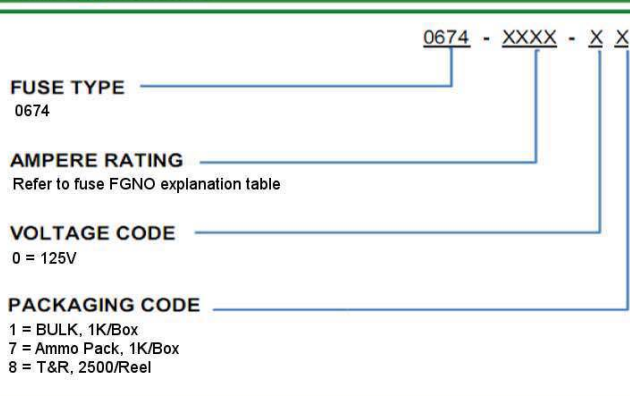 0674 - XXXX - X X
FUSE TYPE
0674
AMPERE RATING
Refer to fuse FGNO explanation table
VOLTAGE CODE
0 = 125V
PACKAGING CODE
1 = BULK, 1K/Box
7 = Ammo Pack, 1K/Box
8 = T&R, 2500/Reel